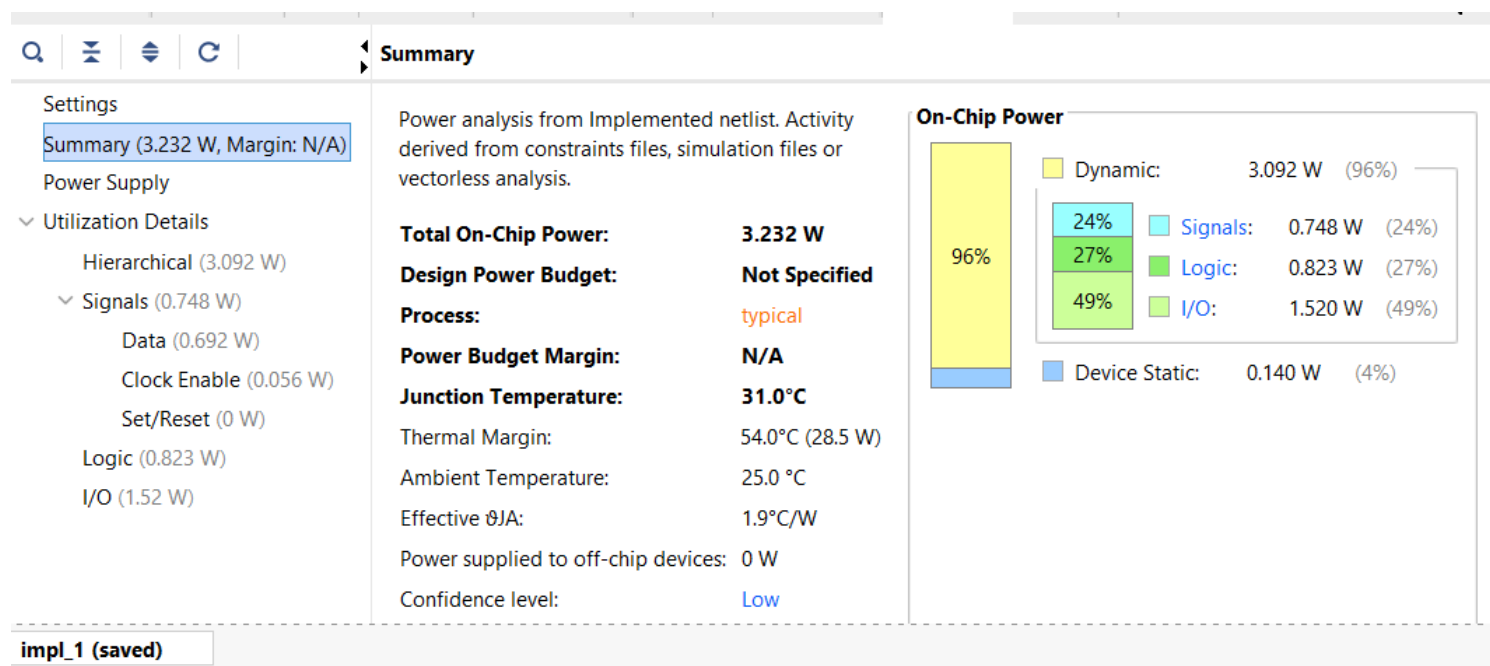 Summary
Settings
Summary (3.232 W, Margin: N/A)
Power Supply
Utilization Details
Hierarchical (3.092 W)
Signals (0.748 W)
Data (0.692 W)
Clock Enable (0.056 W)
Set/Reset (0 W)
Logic (0.823 W)
I/O (1.52 W)
Power analysis from Implemented netlist. Activity
derived from constraints files, simulation files or
vectorless analysis.
Total On-Chip Power: 3.232 W
Design Power Budget: Not Specified
Process: typical
Power Budget Margin: N/A
Junction Temperature: 31.0°C
Thermal Margin: 54.0°C (28.5 W)
Ambient Temperature: 25.0 °C
Effective ϑJA: 1.9°C/W
Power supplied to off-chip devices: 0 W
Confidence level: Low
On-Chip Power
96%
Dynamic: 3.092 W (96%)
24% Signals: 0.748 W (24%)
27% Logic: 0.823 W (27%)
49% I/O: 1.520 W (49%)
Device Static: 0.140 W (4%)
impl_1 (saved)